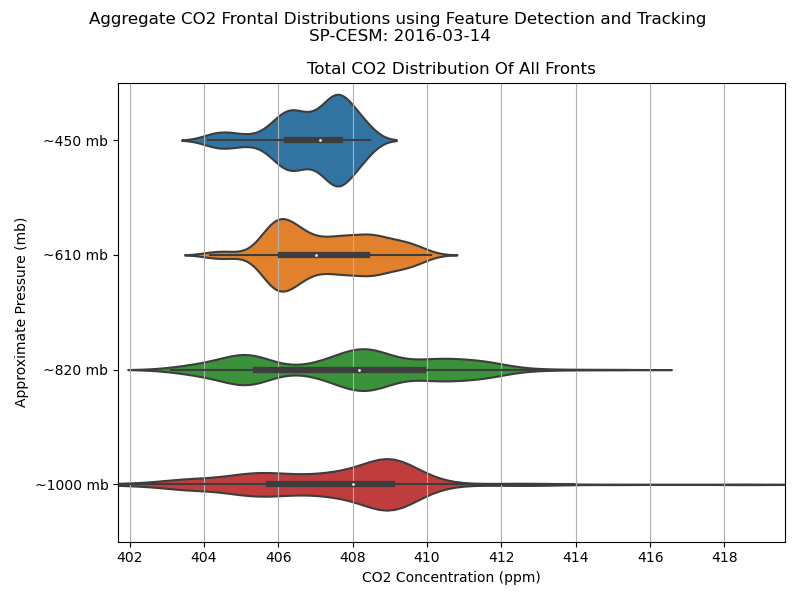 Aggregate CO2 Frontal Distributions using Feature Detection and Tracking
SP-CESM: 2016-03-14
Total CO2 Distribution Of All Fronts
~450 mb
~610 mb
~820 mb
~1000 mb
Approximate Pressure (mb)
402 404 406 408 410 412 414 416 418
CO2 Concentration (ppm)